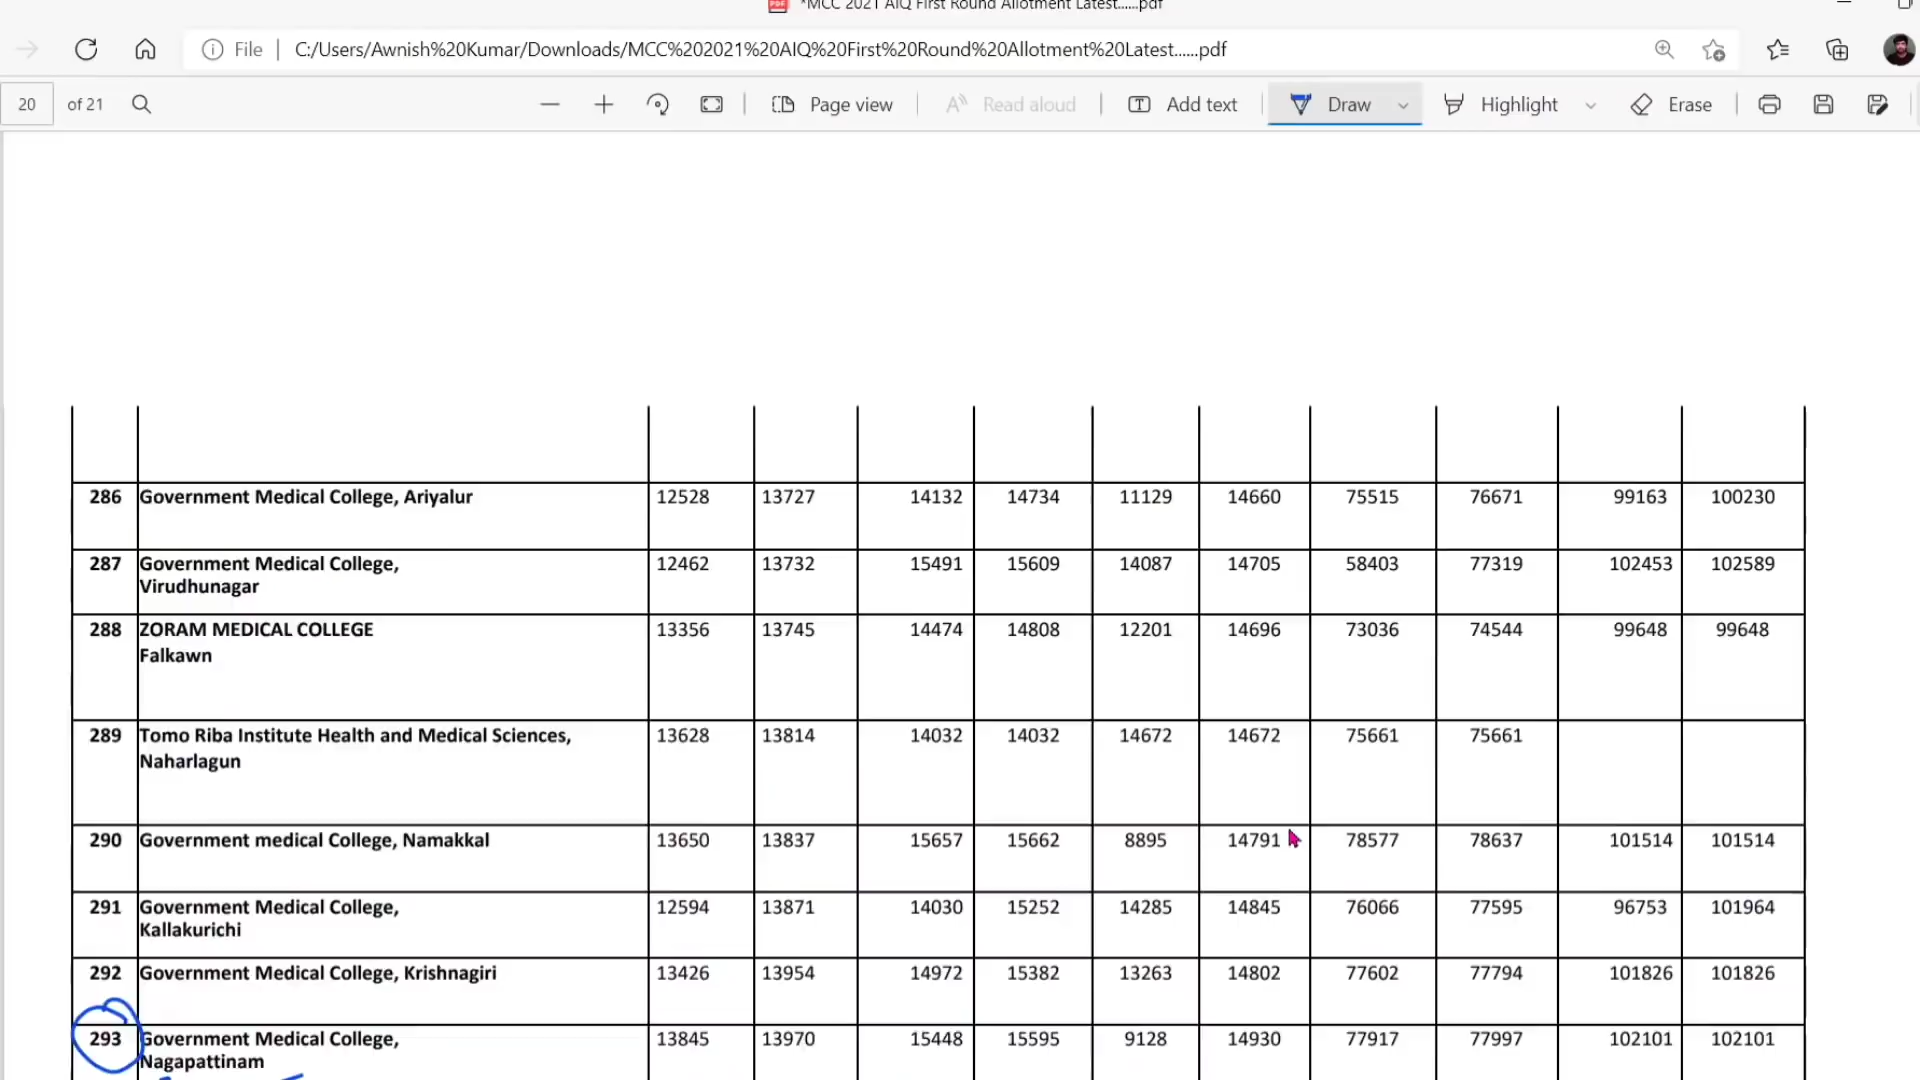 *MCC 2021 AIQ First Round Allotment Latest......pdf
File | C:/Users/Awnish%20Kumar/Downloads/MCC%202021%20AIQ%20First%20Round%20Allotment%20Latest......pdf
20 of 21 Page view Read aloud Add text Draw Highlight Erase
286 Government Medical College, Ariyalur 12528 13727 14132 14734 11129 14660 75515 76671 99163 100230
287 Government Medical College, 12462 13732 15491 15609 14087 14705 58403 77319 102453 102589
Virudhunagar
288 ZORAM MEDICAL COLLEGE 13356 13745 14474 14808 12201 14696 73036 74544 99648 99648
Falkawn
289 Tomo Riba Institute Health and Medical Sciences, 13628 13814 14032 14032 14672 14672 75661 75661
Naharlagun
290 Government medical College, Namakkal 13650 13837 15657 15662 8895 14791 78577 78637 101514 101514
291 Government Medical College, 12594 13871 14030 15252 14285 14845 76066 77595 96753 101964
Kallakurichi
292 Government Medical College, Krishnagiri 13426 13954 14972 15382 13263 14802 77602 77794 101826 101826
293 Government Medical College, 13845 13970 15448 15595 9128 14930 77917 77997 102101 102101
Nagapattinam